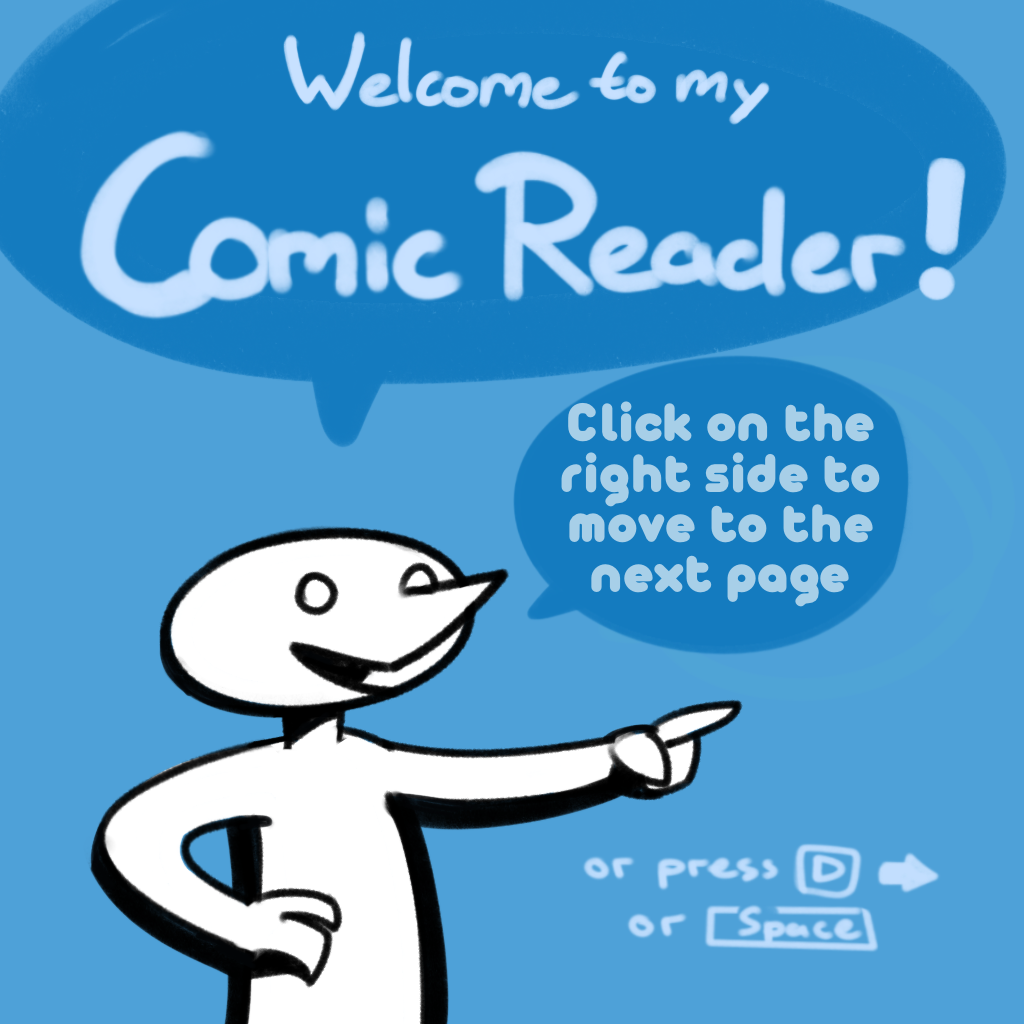 Welcome to my
Comic Reader!
Click on the
right side to
move to the
next page
or press D
or Space